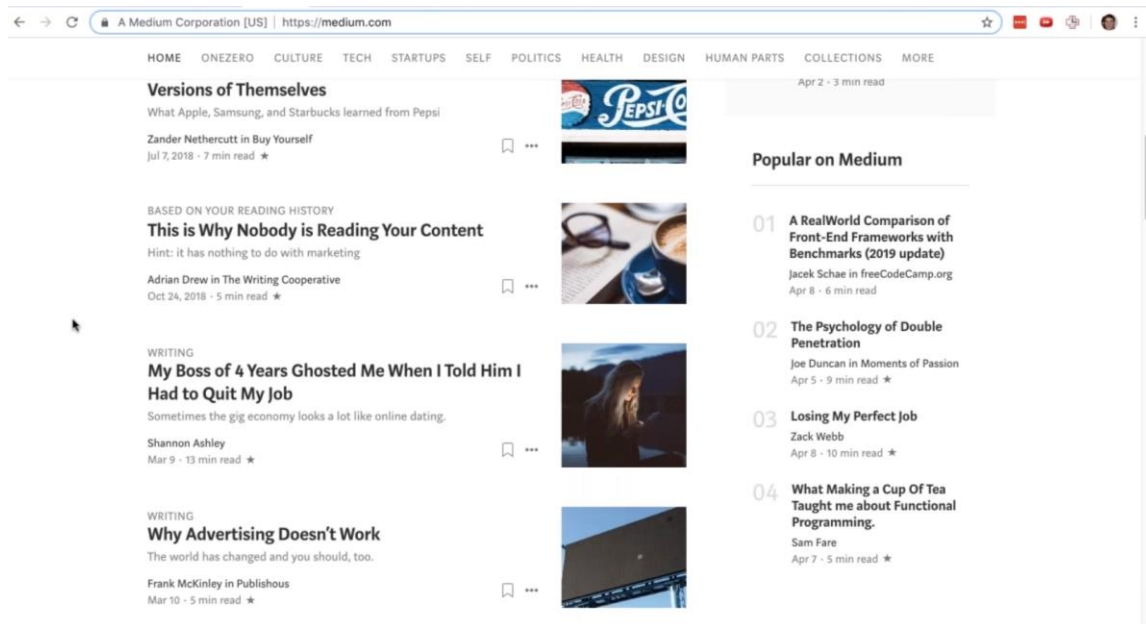 A Medium Corporation [US] | https://medium.com
HOME ONEZERO CULTURE TECH STARTUPS SELF POLITICS HEALTH DESIGN HUMAN PARTS COLLECTIONS MORE
Versions of Themselves
What Apple, Samsung, and Starbucks learned from Pepsi
Zander Nethercutt in Buy Yourself
Jul 7, 2018 · 7 min read ★
PEPSI-CO
BASED ON YOUR READING HISTORY
This is Why Nobody is Reading Your Content
Hint: it has nothing to do with marketing
Adrian Drew in The Writing Cooperative
Oct 24, 2018 · 5 min read ★
WRITING
My Boss of 4 Years Ghosted Me When I Told Him I
Had to Quit My Job
Sometimes the gig economy looks a lot like online dating.
Shannon Ashley
Mar 9 · 13 min read ★
WRITING
Why Advertising Doesn't Work
The world has changed and you should, too.
Frank McKinley in Publishous
Mar 10 · 5 min read ★
Apr 2 · 3 min read
Popular on Medium
01
A RealWorld Comparison of
Front-End Frameworks with
Benchmarks (2019 update)
Jacek Schae in freeCodeCamp.org
Apr 8 · 6 min read
02
The Psychology of Double
Penetration
Joe Duncan in Moments of Passion
Apr 5 · 9 min read ★
03
Losing My Perfect Job
Zack Webb
Apr 8 · 10 min read ★
04
What Making a Cup Of Tea
Taught me about Functional
Programming.
Sam Fare
Apr 7 · 5 min read ★